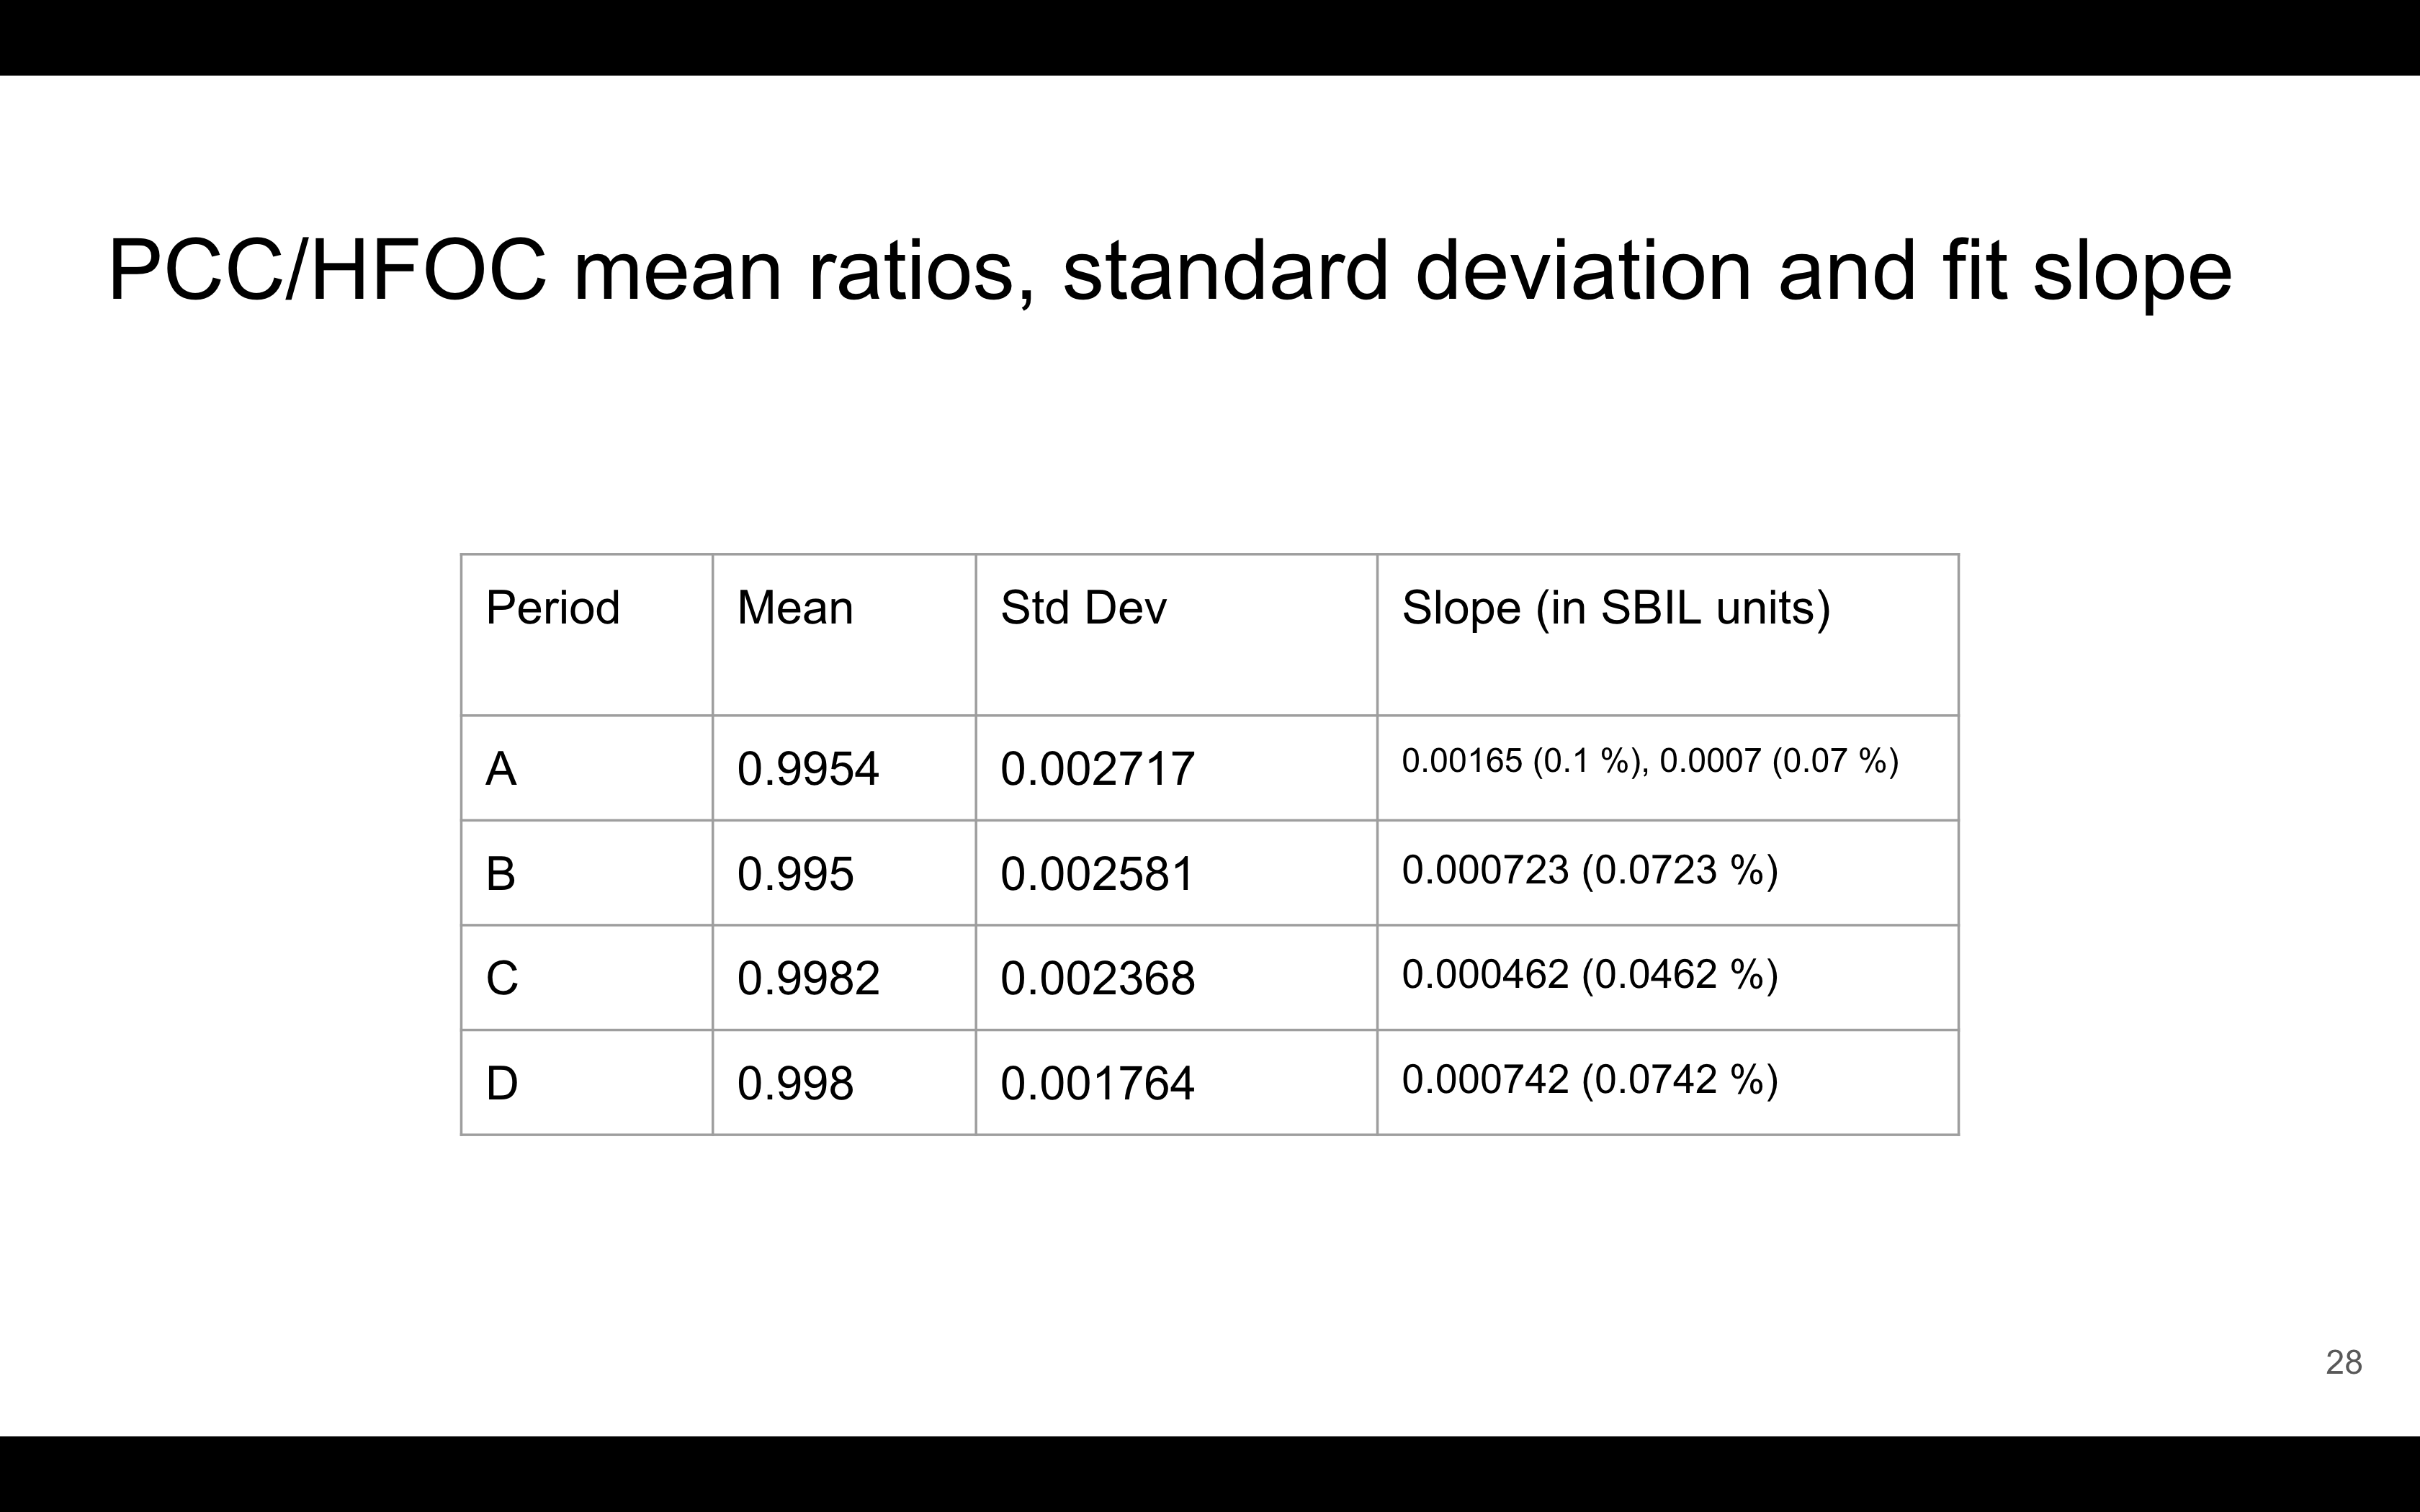 PCC/HFOC mean ratios, standard deviation and fit slope
Period Mean Std Dev Slope (in SBIL units)
A 0.9954 0.002717 0.00165 (0.1 %), 0.0007 (0.07 %)
B 0.995 0.002581 0.000723 (0.0723 %)
C 0.9982 0.002368 0.000462 (0.0462 %)
D 0.998 0.001764 0.000742 (0.0742 %)
28